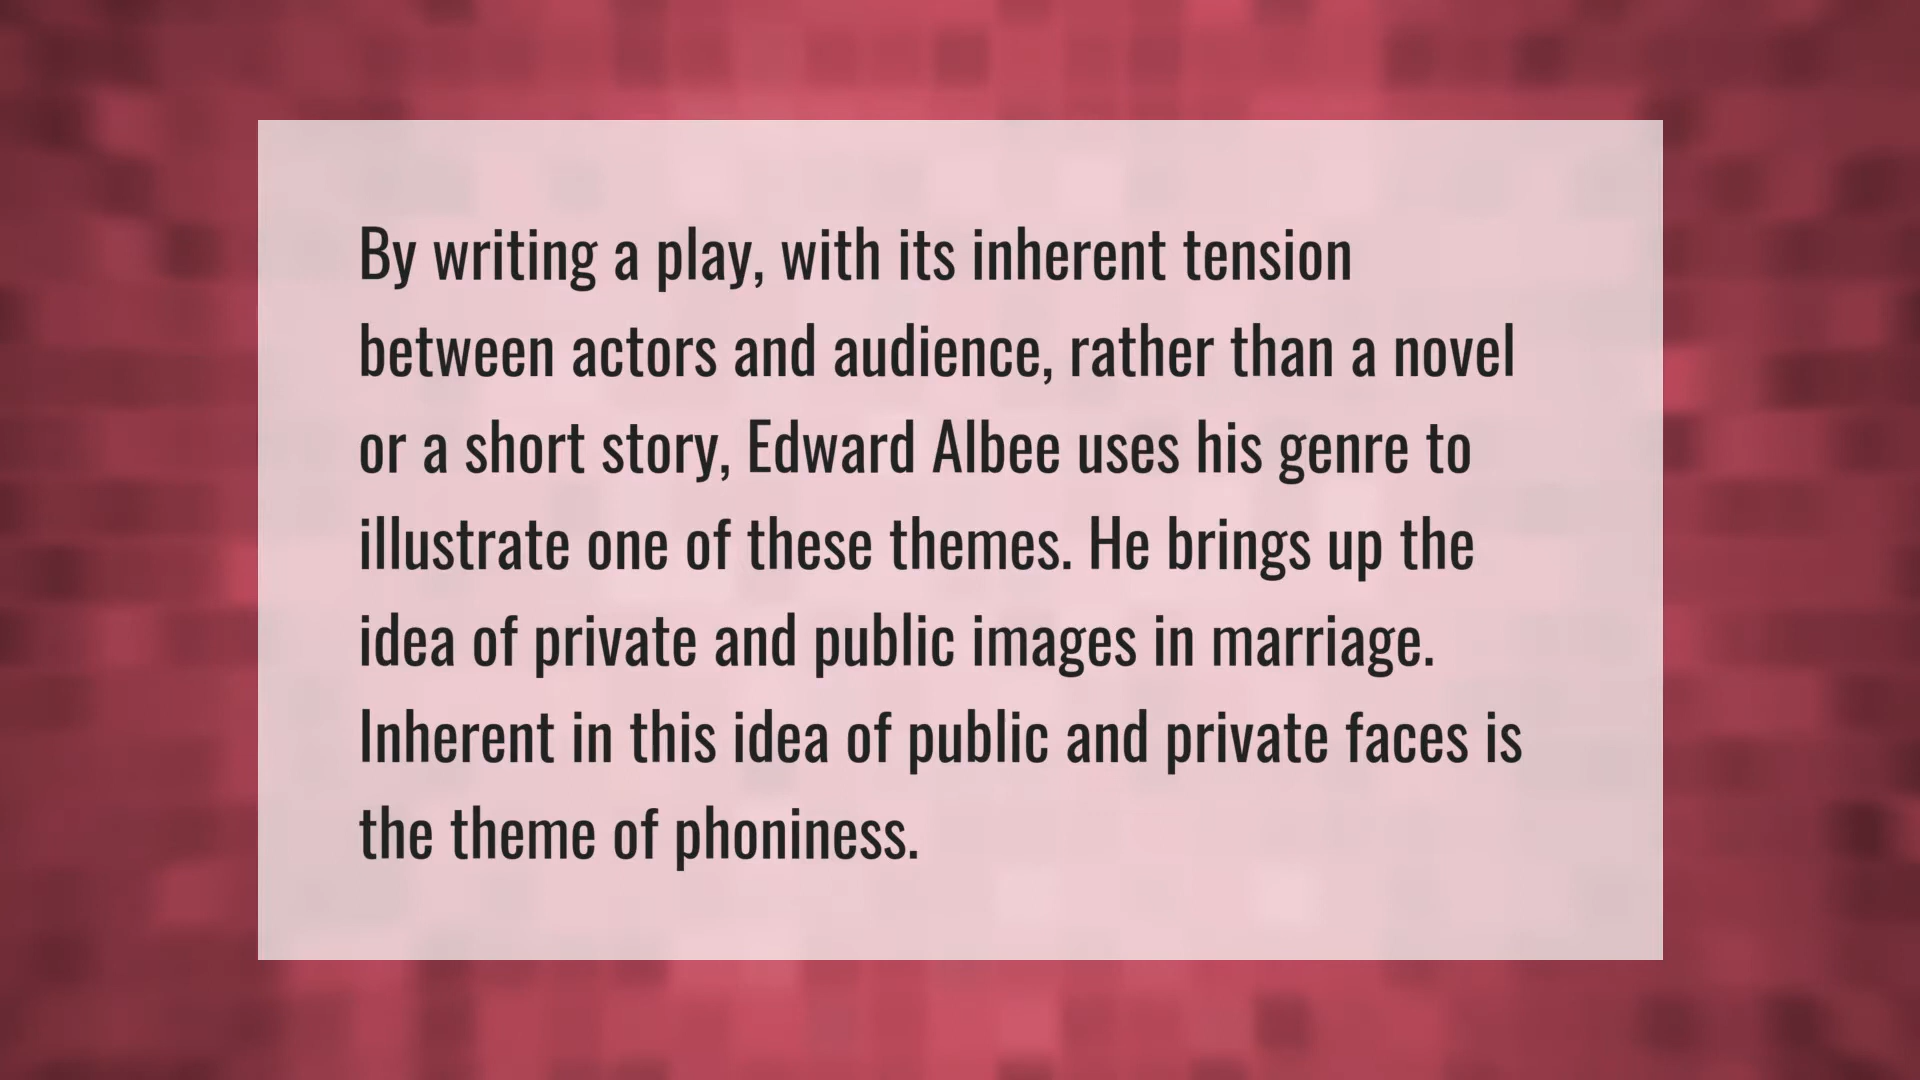 By writing a play, with its inherent tension
between actors and audience, rather than a novel
or a short story, Edward Albee uses his genre to
illustrate one of these themes. He brings up the
idea of private and public images in marriage.
Inherent in this idea of public and private faces is
the theme of phoniness.